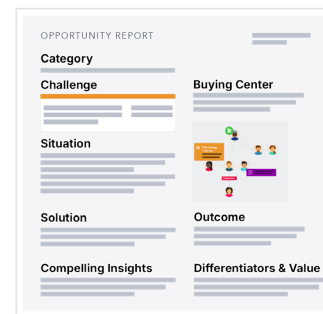 OPPORTUNITY REPORT
Category
Challenge
Buying Center
Situation
Solution
Outcome
Compelling Insights
Differentiators & Value